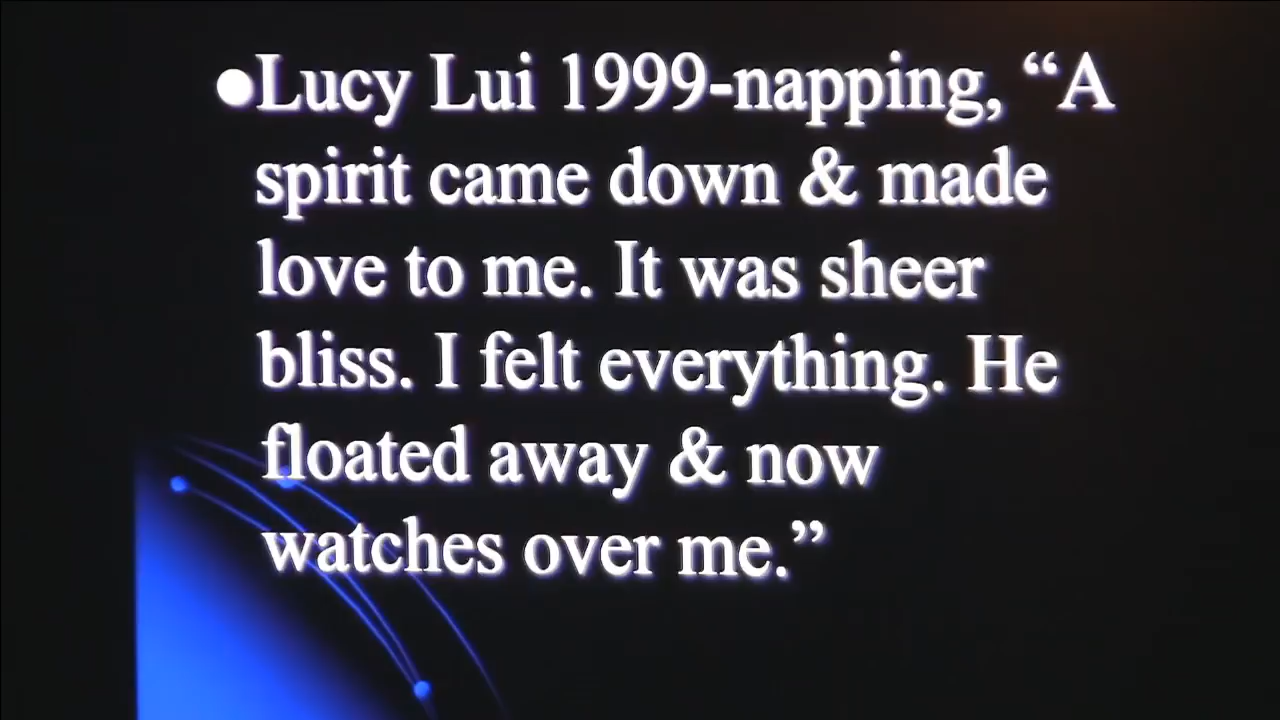 ●Lucy Lui 1999-napping, “A
spirit came down & made
love to me. It was sheer
bliss. I felt everything. He
floated away & now
watches over me.”